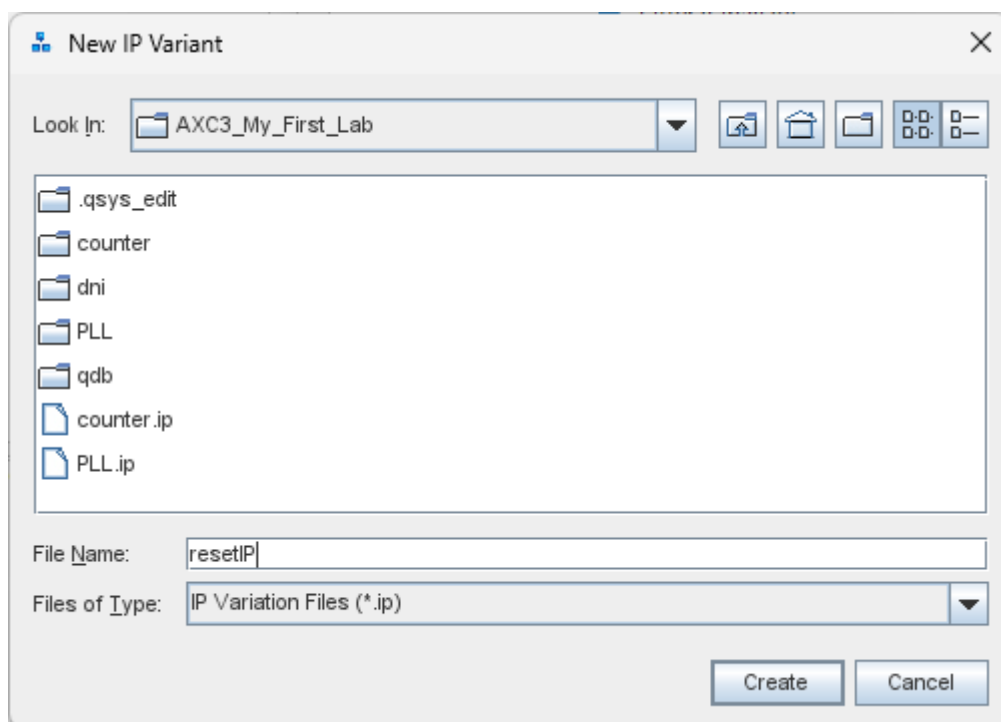 New IP Variant
Look In: AXC3_My_First_Lab
.qsys_edit
counter
dni
PLL
qdb
counter.ip
PLL.ip
File Name: resetIP
Files of Type: IP Variation Files (*.ip)
Create Cancel